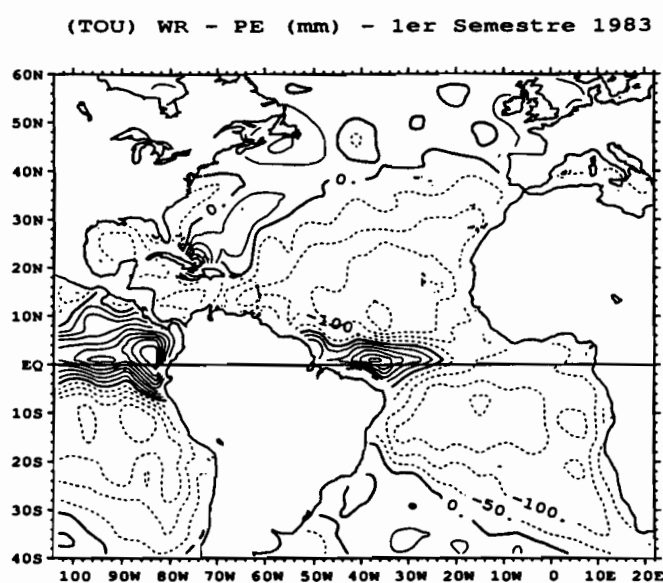 (TOU) WR - PE (mm) - 1er Semestre 1983
60N
50N
40N
0.
30N
0.
20N
10N
-100
EQ
10S
20S
30S
0. -50. -100.
40S
100 90W 80W 70W 60W 50W 40W 30W 20W 10W 0 10E 20E